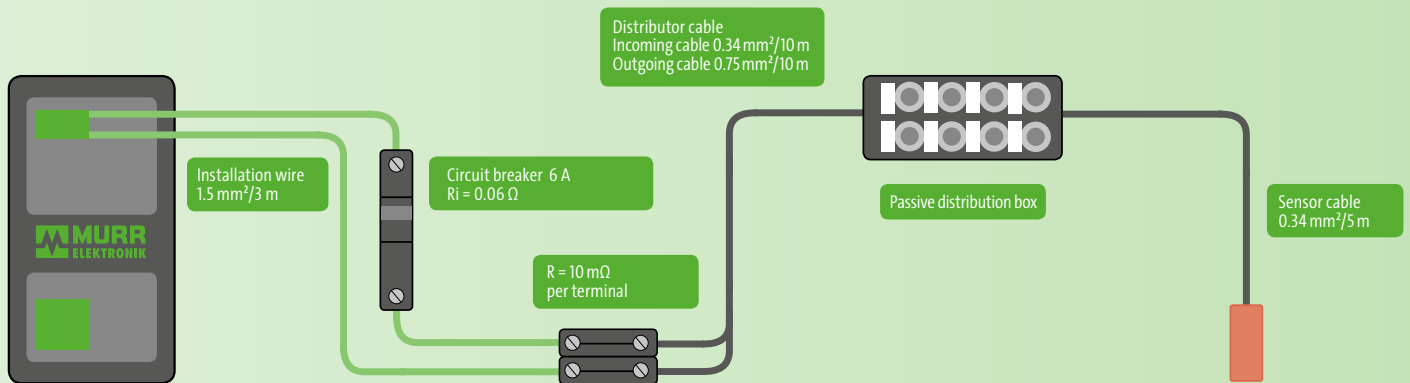 Distributor cable
Incoming cable 0.34 mm²/10 m
Outgoing cable 0.75 mm²/10 m
Installation wire
1.5 mm²/3 m
Circuit breaker 6 A
Ri = 0.06 Ω
Passive distribution box
Sensor cable
0.34 mm²/5 m
MURR
ELEKTRONIK
R = 10 mΩ
per terminal